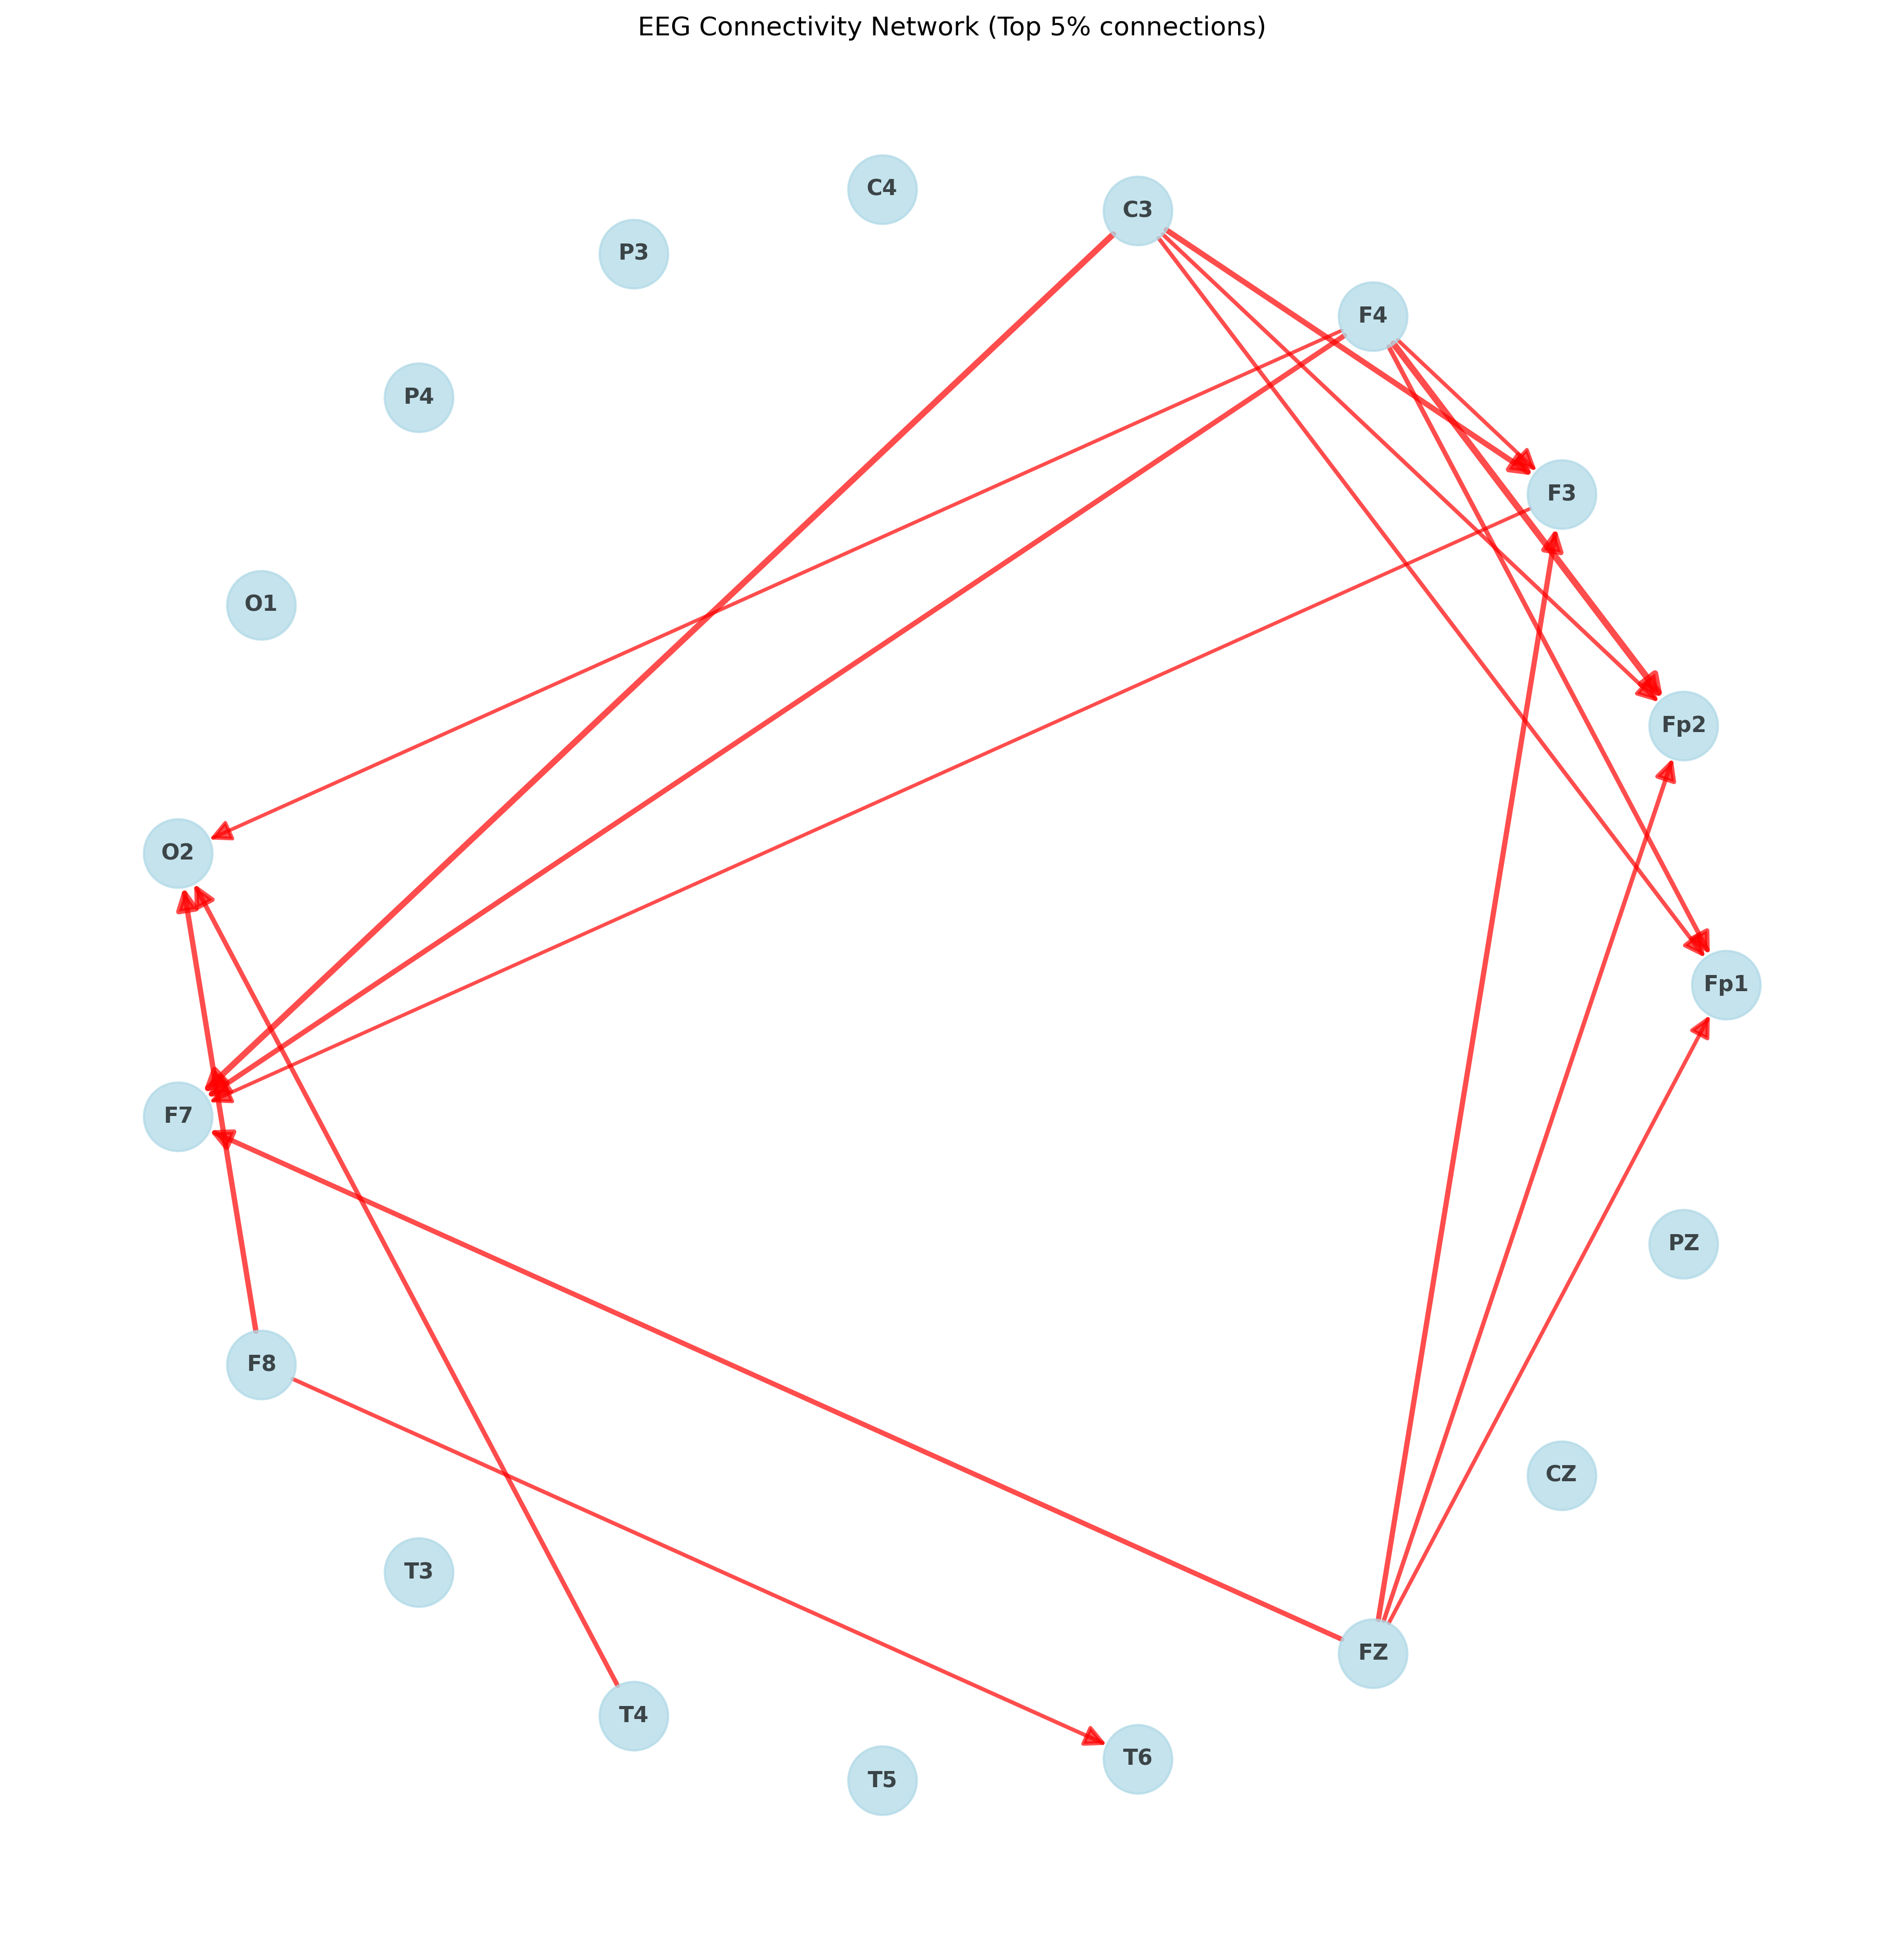 EEG Connectivity Network (Top 5% connections)
C4
C3
P3
F4
P4
F3
O1
Fp2
O2
Fp1
F7
PZ
F8
CZ
T3
FZ
T4
T6
T5